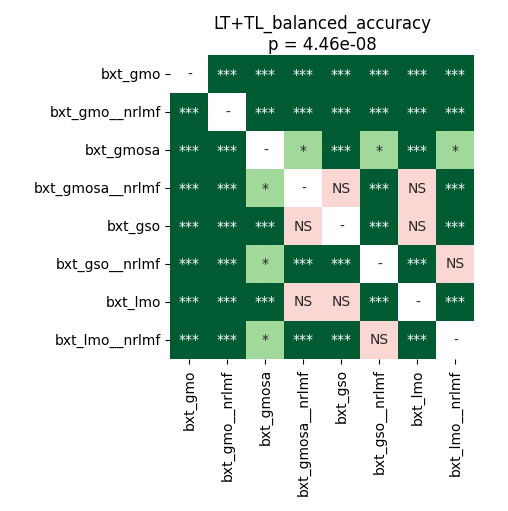 LT+TL_balanced_accuracy
p = 4.46e-08
bxt_gmo - *** *** *** *** *** *** ***
bxt_gmo__nrlmf *** - *** *** *** *** *** ***
bxt_gmosa *** *** - * *** * *** *
bxt_gmosa__nrlmf *** *** * - NS *** NS ***
bxt_gso *** *** *** NS - *** NS ***
bxt_gso__nrlmf *** *** * *** *** - *** NS
bxt_lmo *** *** *** NS NS *** - ***
bxt_lmo__nrlmf *** *** * *** *** NS *** -
bxt_gmo
bxt_gmo__nrlmf
bxt_gmosa
bxt_gmosa__nrlmf
bxt_gso
bxt_gso__nrlmf
bxt_lmo
bxt_lmo__nrlmf